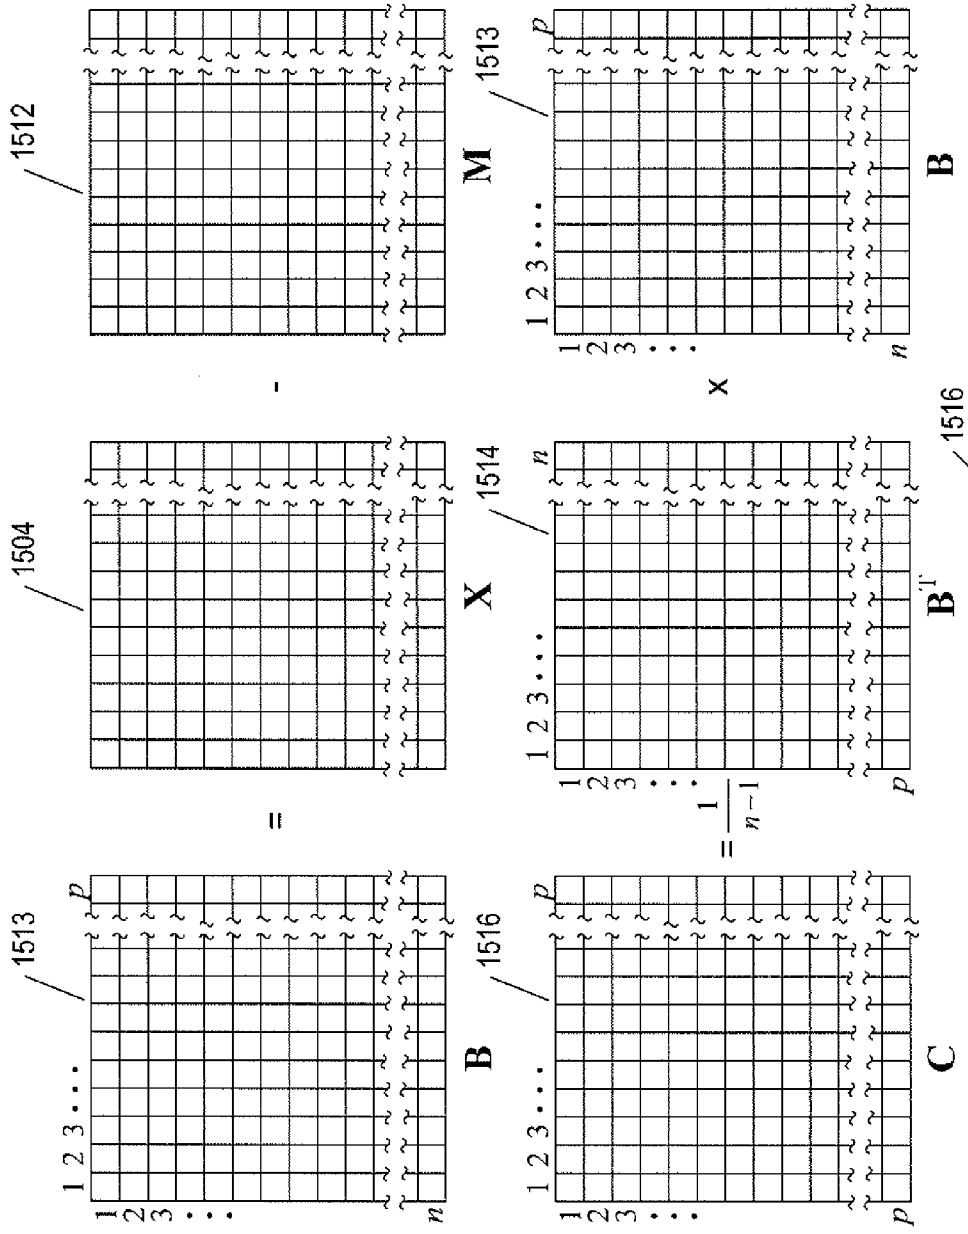 1513
1504
1512
1 2 3 . . . p
1
2
3
.
.
.
n
=
-
B
X
M
1516
1514
1513
1 2 3 . . . p
1
2
3
.
.
.
p
= 1 / n−1
1 2 3 . . . n
1
2
3
.
.
.
p
x
1 2 3 . . . p
1
2
3
.
.
.
n
C
Bᵀ
B
1516